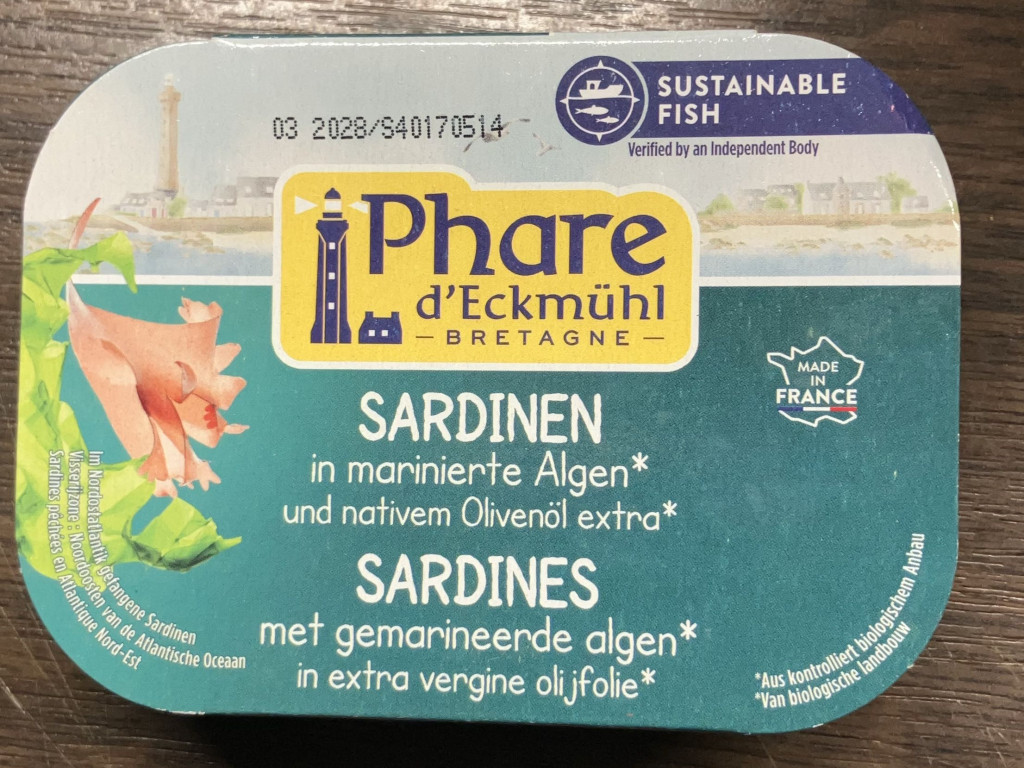 03 2028/S40170514
SUSTAINABLE
FISH
Verified by an Independent Body
Phare
d'Eckmühl
– BRETAGNE –
MADE
IN
FRANCE
SARDINEN
in marinierte Algen*
und nativem Olivenöl extra*
SARDINES
met gemarineerde algen*
in extra vergine olijfolie*
Im Nordostatlantik gefangene Sardinen
Visserijzone : Noordoosten van de Atlantische Oceaan
Sardines pêchées en Atlantique Nord-Est
*Aus kontrolliert biologischem Anbau
*Van biologische landbouw